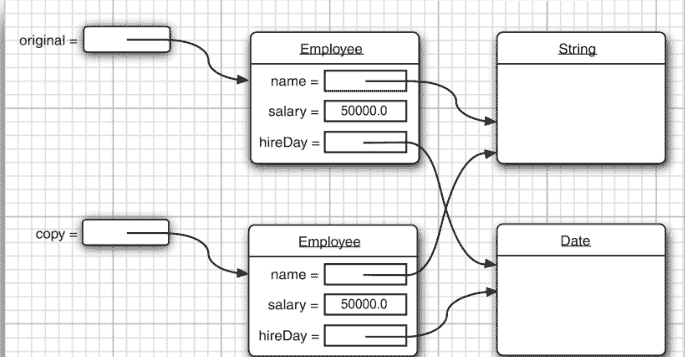 original =
Employee
name =
salary = 50000.0
hireDay =
String
copy =
Employee
name =
salary = 50000.0
hireDay =
Date